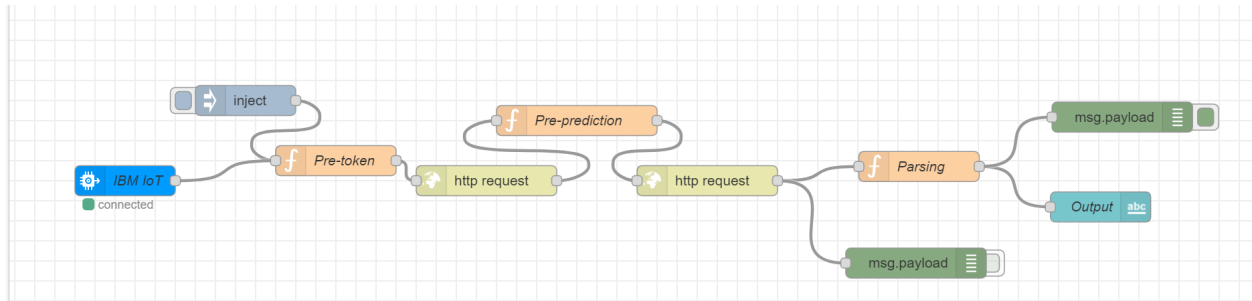 inject
Pre-token
IBM IoT
connected
http request
Pre-prediction
http request
Parsing
msg.payload
Output
abc
msg.payload